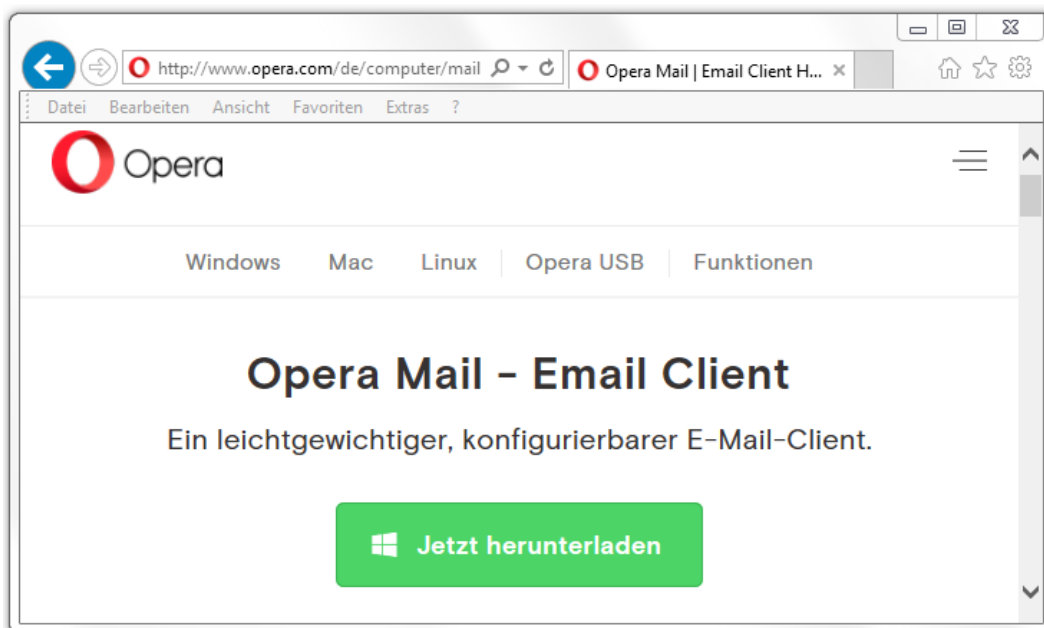 http://www.opera.com/de/computer/mail
Opera Mail | Email Client H...
Datei Bearbeiten Ansicht Favoriten Extras ?
Opera
Windows Mac Linux Opera USB Funktionen
Opera Mail – Email Client
Ein leichtgewichtiger, konfigurierbarer E-Mail-Client.
Jetzt herunterladen